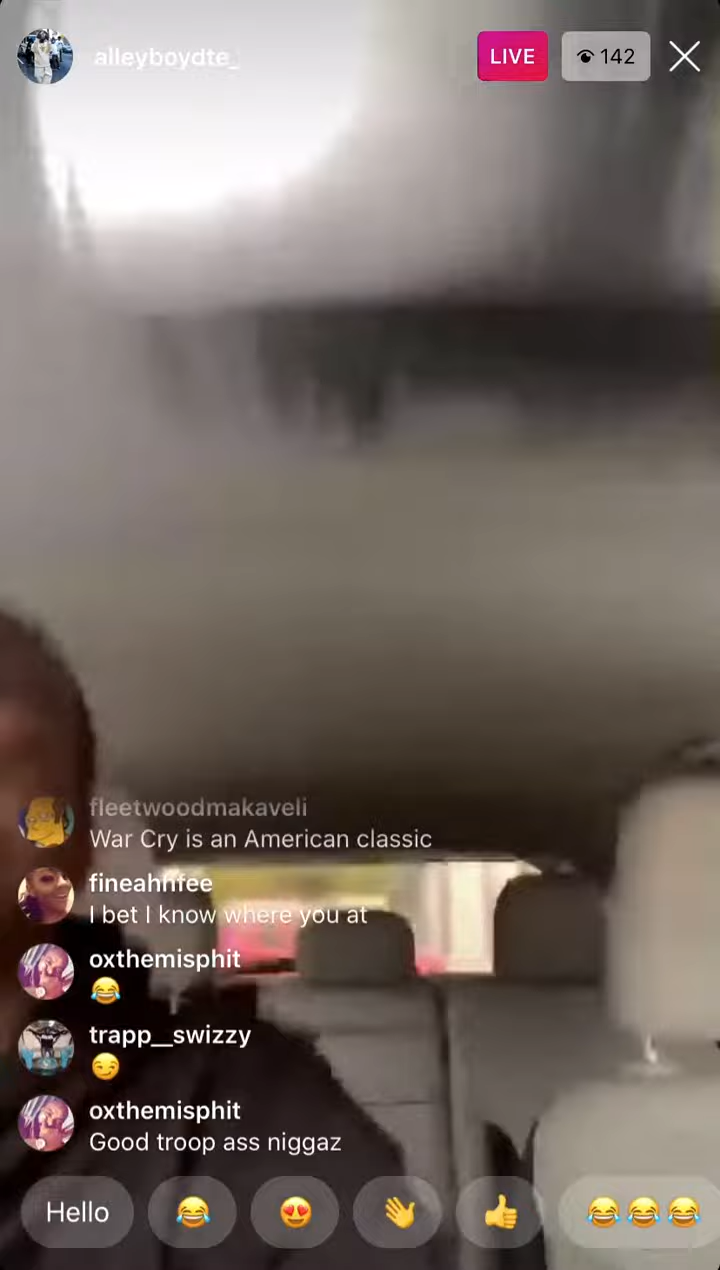 alleyboydte_
LIVE
142
fleetwoodmakaveli
War Cry is an American classic
fineahhfee
I bet I know where you at
oxthemisphit
😂
trapp__swizzy
😏
oxthemisphit
Good troop ass niggaz
Hello 😂 😍 👋 👍 😂😂😂